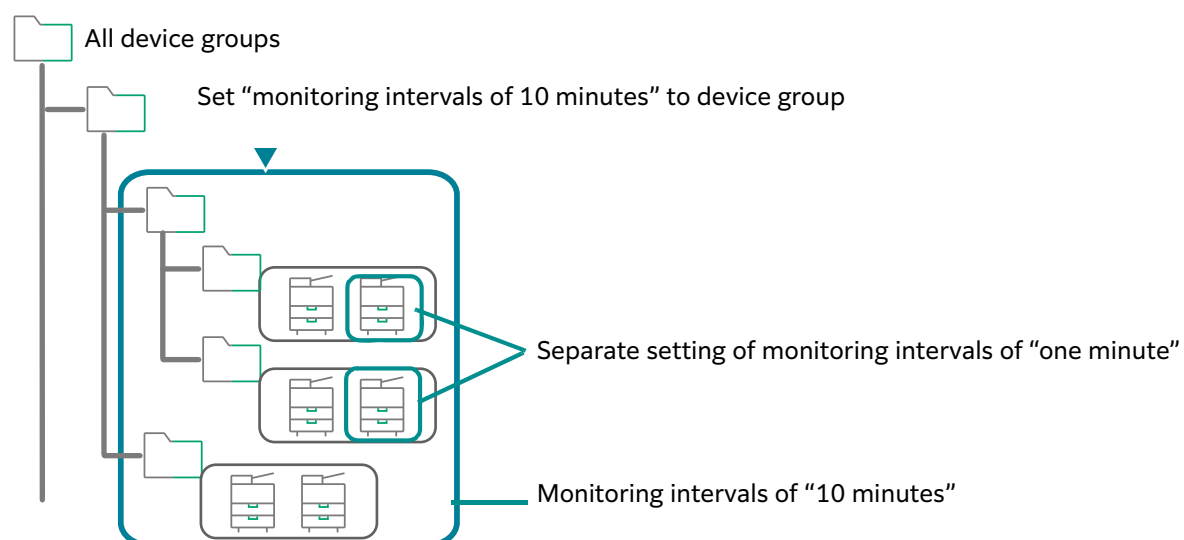 All device groups
Set “monitoring intervals of 10 minutes” to device group
Separate setting of monitoring intervals of “one minute”
Monitoring intervals of “10 minutes”